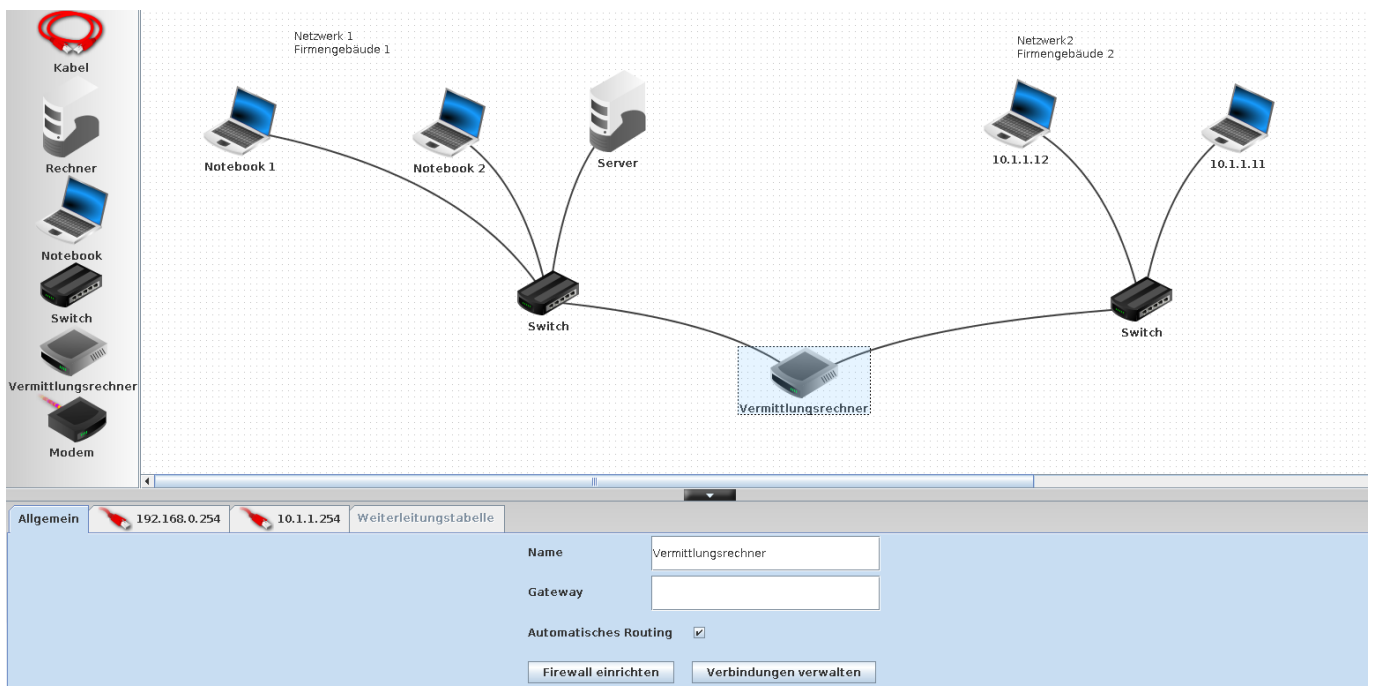 Kabel
Rechner
Notebook
Switch
Vermittlungsrechner
Modem
Netzwerk 1
Firmengebäude 1
Netzwerk2
Firmengebäude 2
Notebook 1
Notebook 2
Server
10.1.1.12
10.1.1.11
Switch
Switch
Vermittlungsrechner
Allgemein
192.168.0.254
10.1.1.254
Weiterleitungstabelle
Name
Vermittlungsrechner
Gateway
Automatisches Routing
Firewall einrichten
Verbindungen verwalten